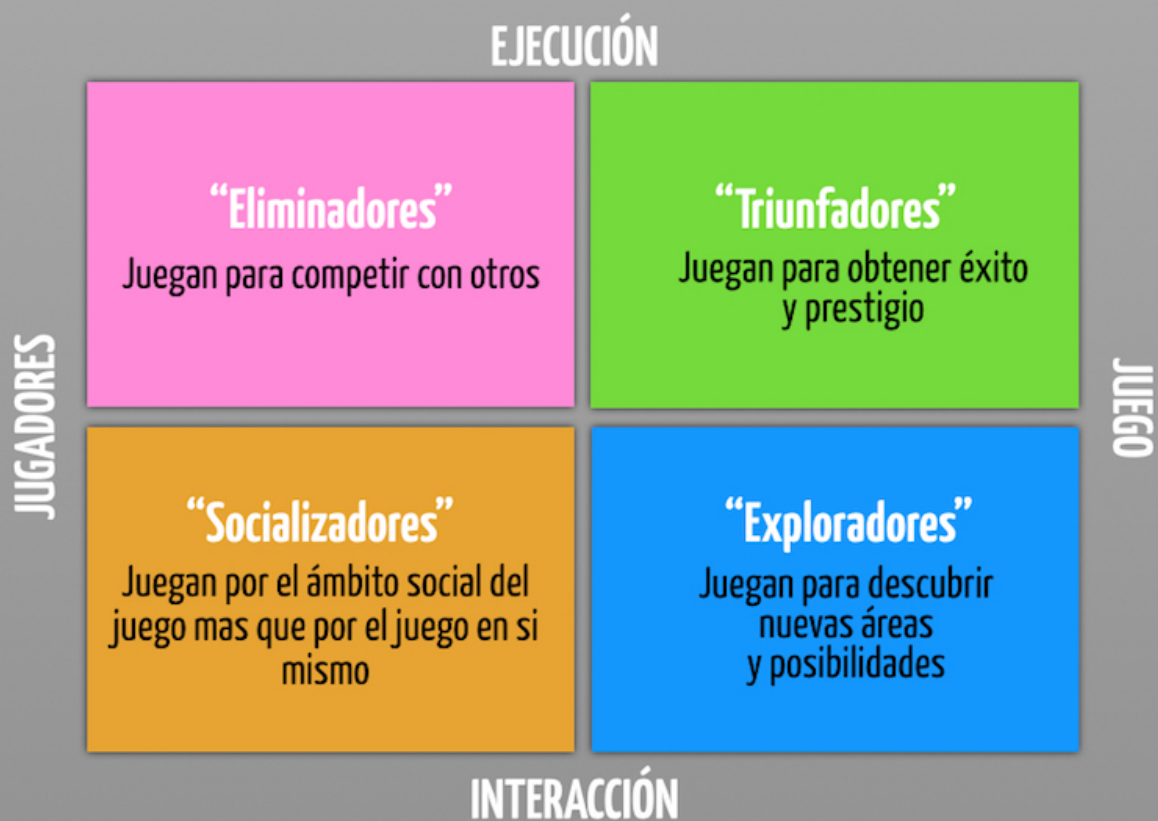 EJECUCIÓN
“Eliminadores”
Juegan para competir con otros
“Triunfadores”
Juegan para obtener éxito
y prestigio
JUGADORES
JUEGO
“Socializadores”
Juegan por el ámbito social del
juego mas que por el juego en si
mismo
“Exploradores”
Juegan para descubrir
nuevas áreas
y posibilidades
INTERACCIÓN